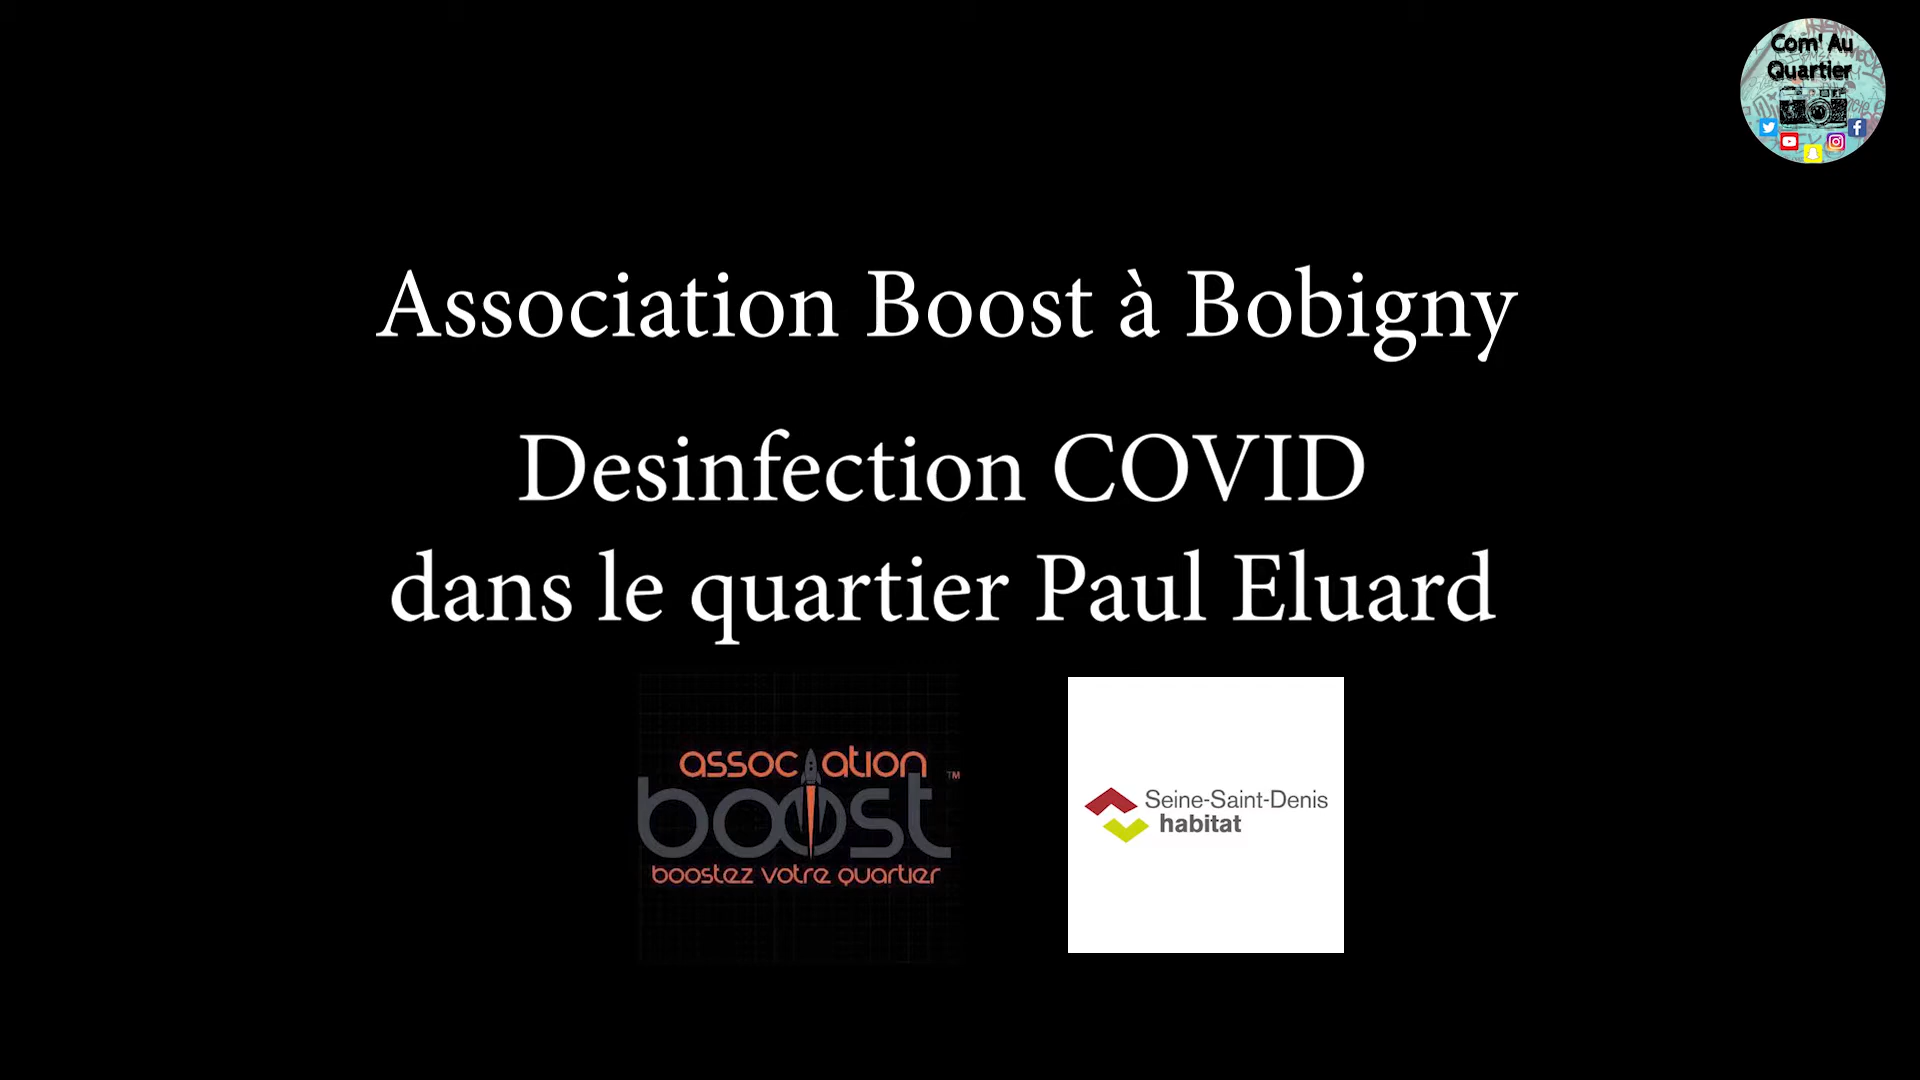 Com' Au
Quartier
Association Boost à Bobigny
Desinfection COVID
dans le quartier Paul Eluard
association
boost
TM
boostez votre quartier
Seine-Saint-Denis
habitat